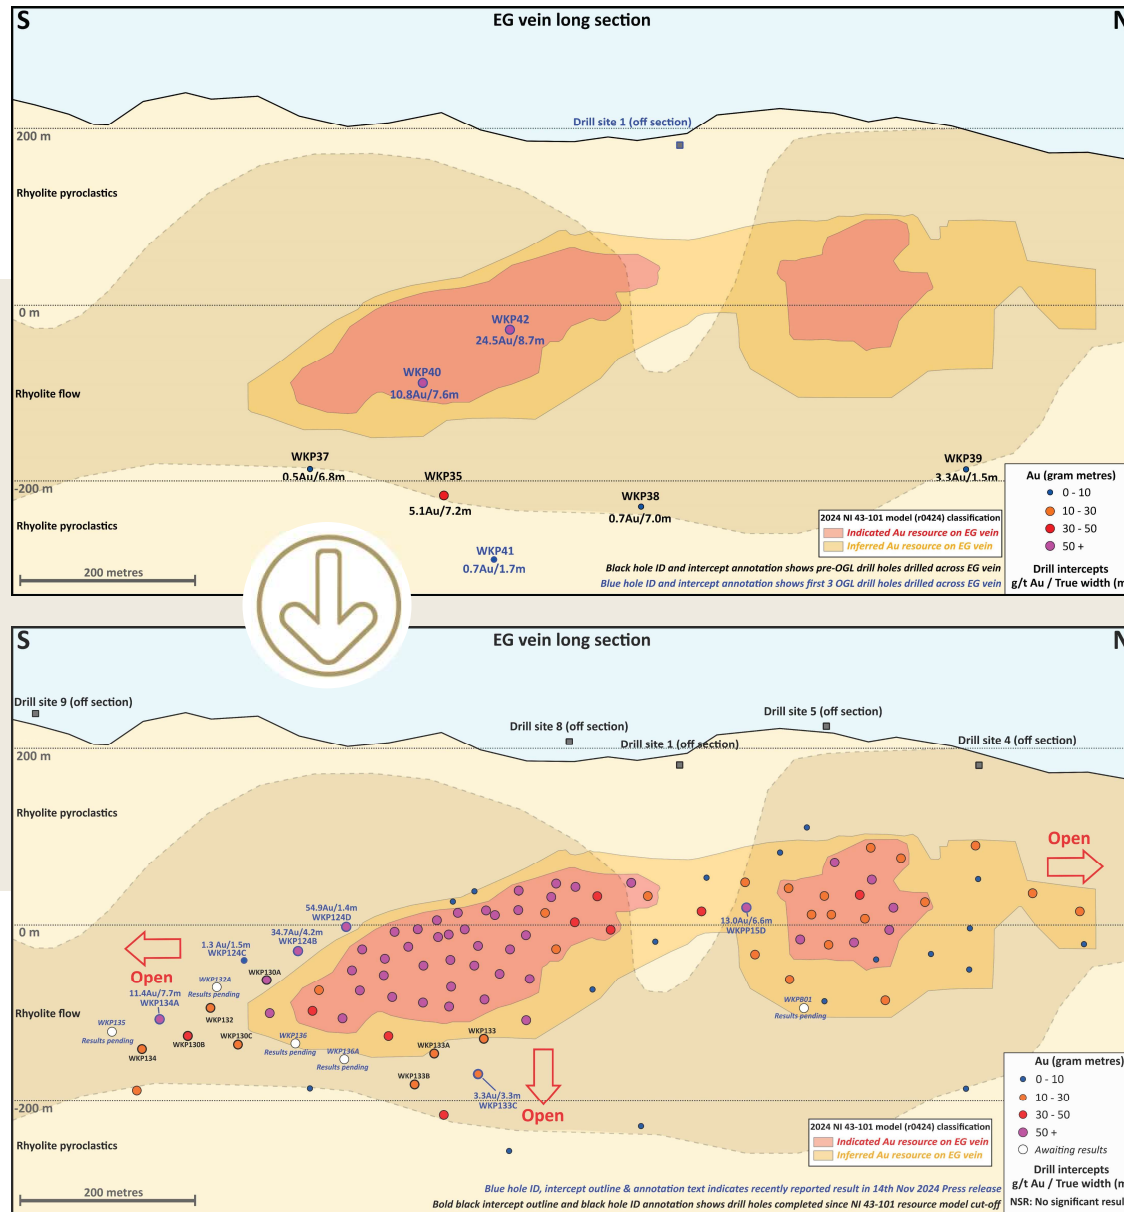 S
EG vein long section
N
Drill site 1 (off section)
200 m
Rhyolite pyroclastics
0 m
WKP42
24.5Au/8.7m
WKP40
10.8Au/7.6m
Rhyolite flow
WKP37
0.5Au/6.8m
WKP35
5.1Au/7.2m
WKP38
0.7Au/7.0m
WKP39
3.3Au/1.5m
-200 m
Rhyolite pyroclastics
WKP41
0.7Au/1.7m
200 metres
2024 NI 43-101 model (r0424) classification
Indicated Au resource on EG vein
Inferred Au resource on EG vein
Black hole ID and intercept annotation shows pre-OGL drill holes drilled across EG vein
Blue hole ID and intercept annotation shows first 3 OGL drill holes drilled across EG vein
Au (gram metres)
0 - 10
10 - 30
30 - 50
50 +
Drill intercepts
g/t Au / True width (m
S
EG vein long section
N
Drill site 9 (off section)
Drill site 8 (off section)
Drill site 1 (off section)
Drill site 5 (off section)
Drill site 4 (off section)
200 m
Rhyolite pyroclastics
Open
54.9Au/1.4m
WKP124D
34.7Au/4.2m
WKP124B
1.3 Au/1.5m
WKP124C
13.0Au/6.6m
WKPP15D
0 m
Open
WKP130A
WKP132A
Results pending
11.4Au/7.7m
WKP134A
WKP132
Rhyolite flow
WKP135
Results pending
WKP134
WKP130B
WKP130C
WKP136
Results pending
WKP136A
Results pending
WKP133
WKP133A
WKP133B
3.3Au/3.3m
WKP133C
WKP801
Results pending
Open
-200 m
Rhyolite pyroclastics
200 metres
2024 NI 43-101 model (r0424) classification
Indicated Au resource on EG vein
Inferred Au resource on EG vein
Blue hole ID, intercept outline & annotation text indicates recently reported result in 14th Nov 2024 Press release
Bold black intercept outline and black hole ID annotation shows drill holes completed since NI 43-101 resource model cut-off
Au (gram metres)
0 - 10
10 - 30
30 - 50
50 +
Awaiting results
Drill intercepts
g/t Au / True width (m
NSR: No significant resul